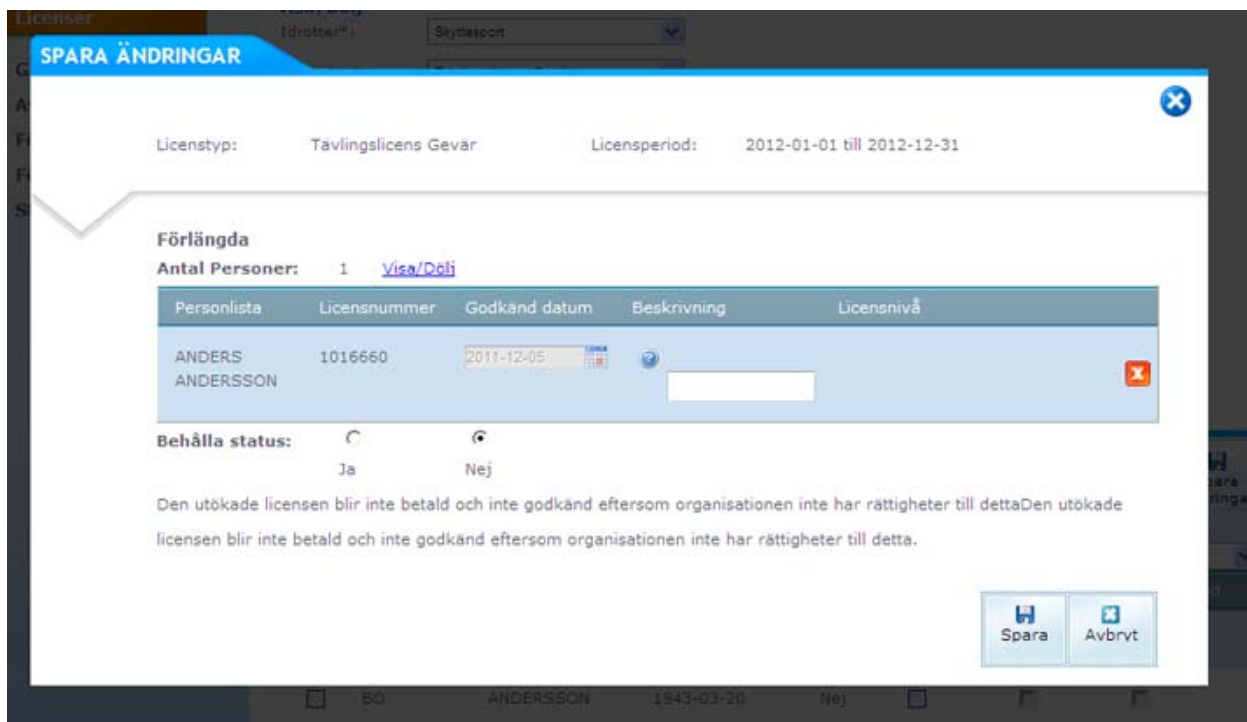 Licenser
Idrotter*: Skyttesport
SPARA ÄNDRINGAR
Licenstyp: Tävlingslicens Gevär Licensperiod: 2012-01-01 till 2012-12-31
Förlängda
Antal Personer: 1 Visa/Dölj
Personlista Licensnummer Godkänd datum Beskrivning Licensnivå
ANDERS 1016660 2011-12-05
ANDERSSON
Behålla status:
Ja Nej
Den utökade licensen blir inte betald och inte godkänd eftersom organisationen inte har rättigheter till dettaDen utökade
licensen blir inte betald och inte godkänd eftersom organisationen inte har rättigheter till detta.
Spara Avbryt
BO ANDERSSON 1943-03-20 Nej